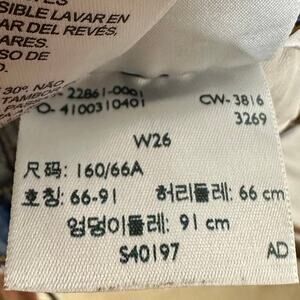 SIBLE LAVAR EN
AR DEL REVÉS,
ARES.
SO DE
30º NÃO
TAMBOR
22861-0001
O- 4100310401
CW-3816
3269
W26
尺码: 160/66A
호칭: 66-91 허리둘레: 66 cm
엉덩이둘레: 91 cm
S40197 AD